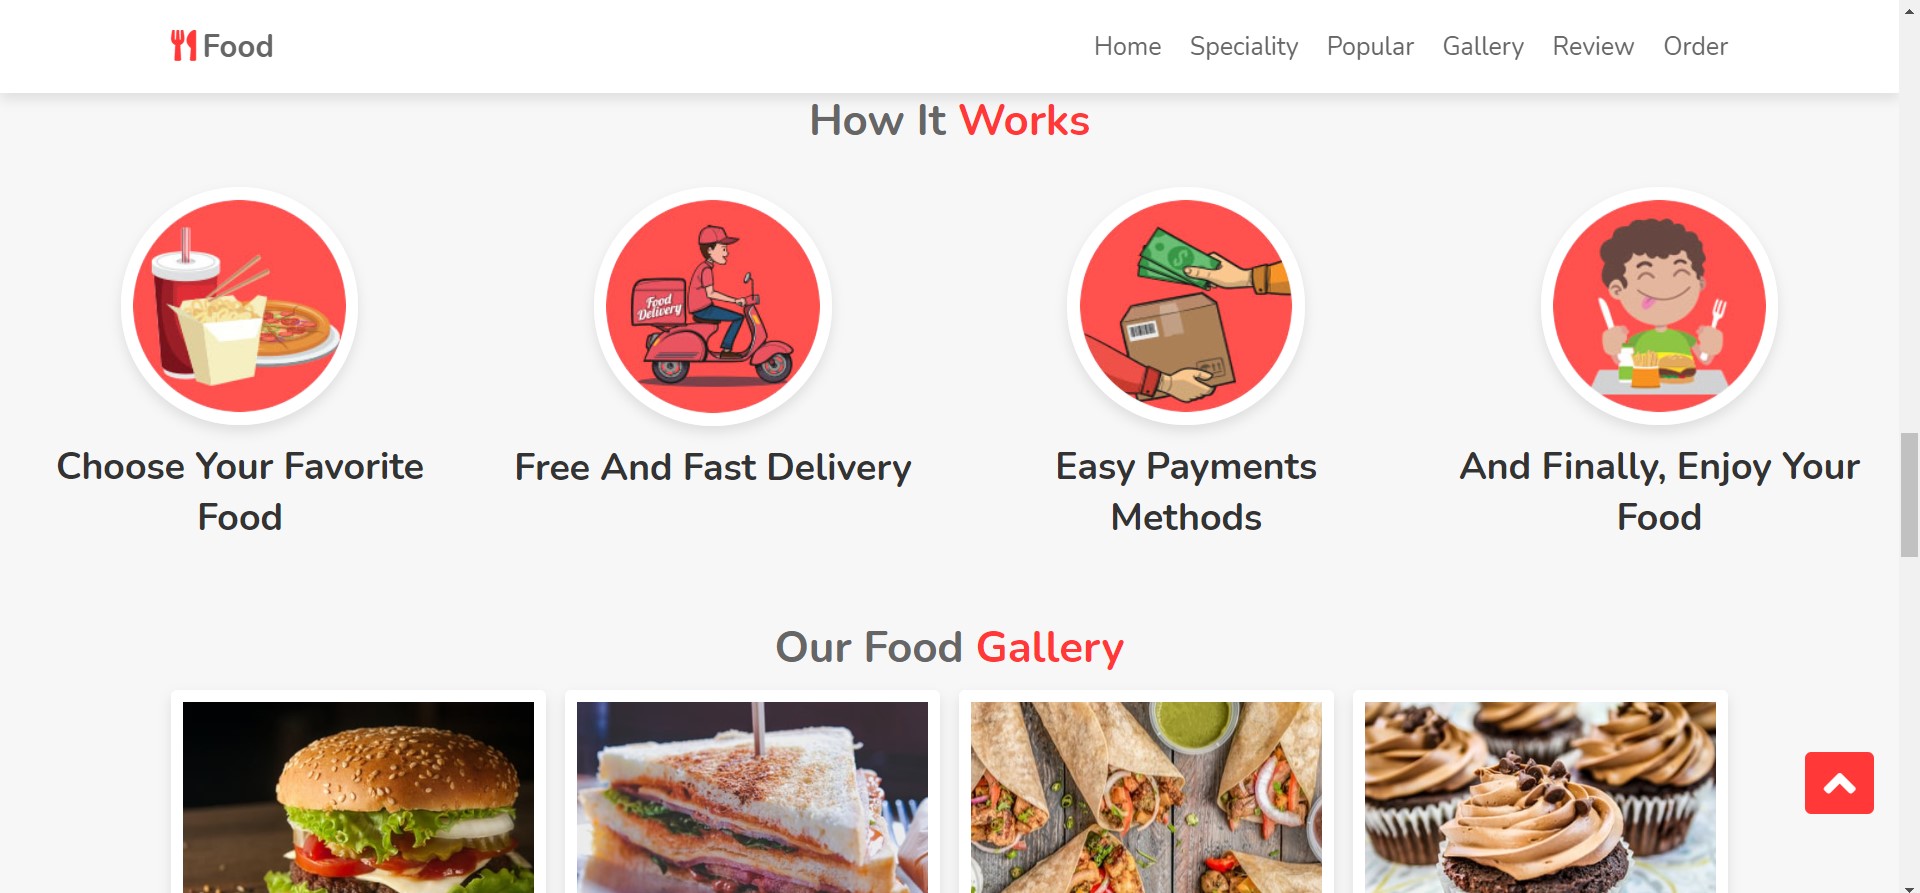 Food
Home Speciality Popular Gallery Review Order
How It Works
Food
Delivery
Choose Your Favorite
Food
Free And Fast Delivery
Easy Payments
Methods
And Finally, Enjoy Your
Food
Our Food Gallery